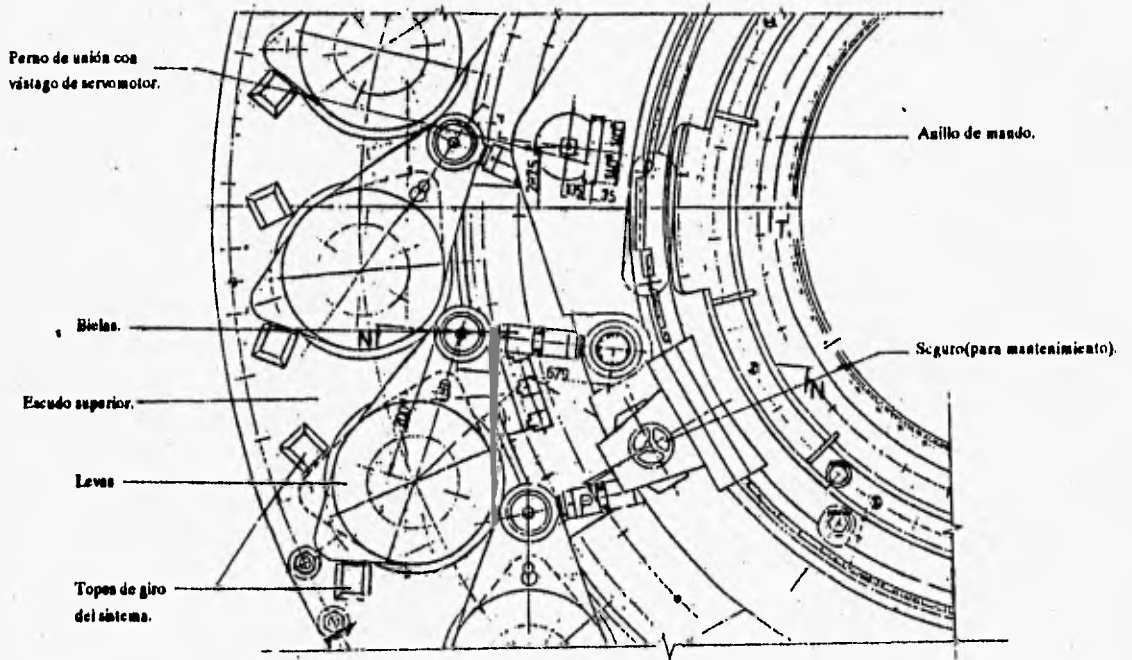 Perno de unión con
vástago de servomotor.
Anillo de mando.
Bielas.
Seguro(para mantenimiento).
Escudo superior.
Levas
Topes de giro
del sistema.
N
679
P
A